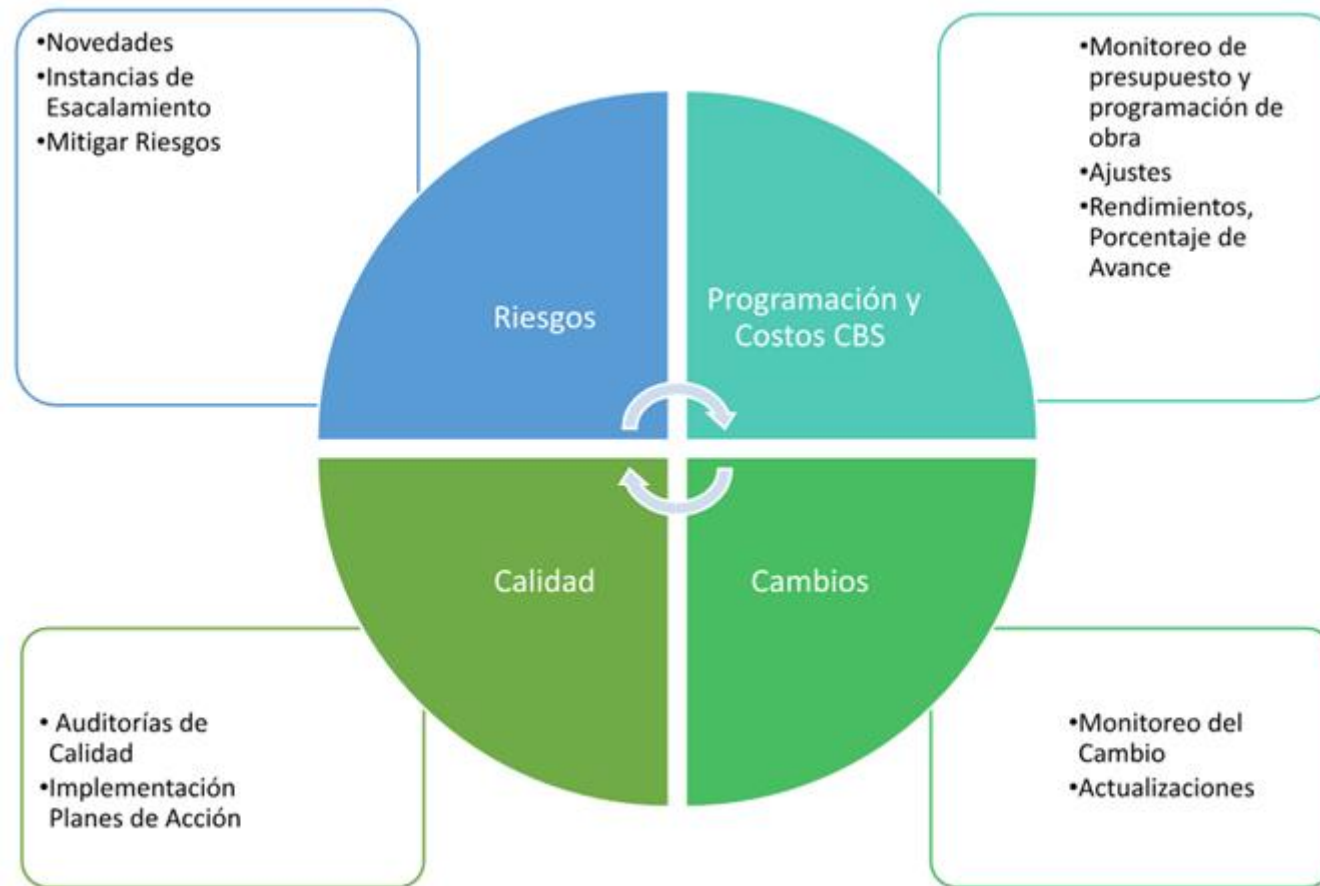 •Novedades
•Instancias de
Esacalamiento
•Mitigar Riesgos
•Monitoreo de
presupuesto y
programación de
obra
•Ajustes
•Rendimientos,
Porcentaje de
Avance
Riesgos
Programación y
Costos CBS
Calidad
Cambios
• Auditorías de
Calidad
•Implementación
Planes de Acción
•Monitoreo del
Cambio
•Actualizaciones